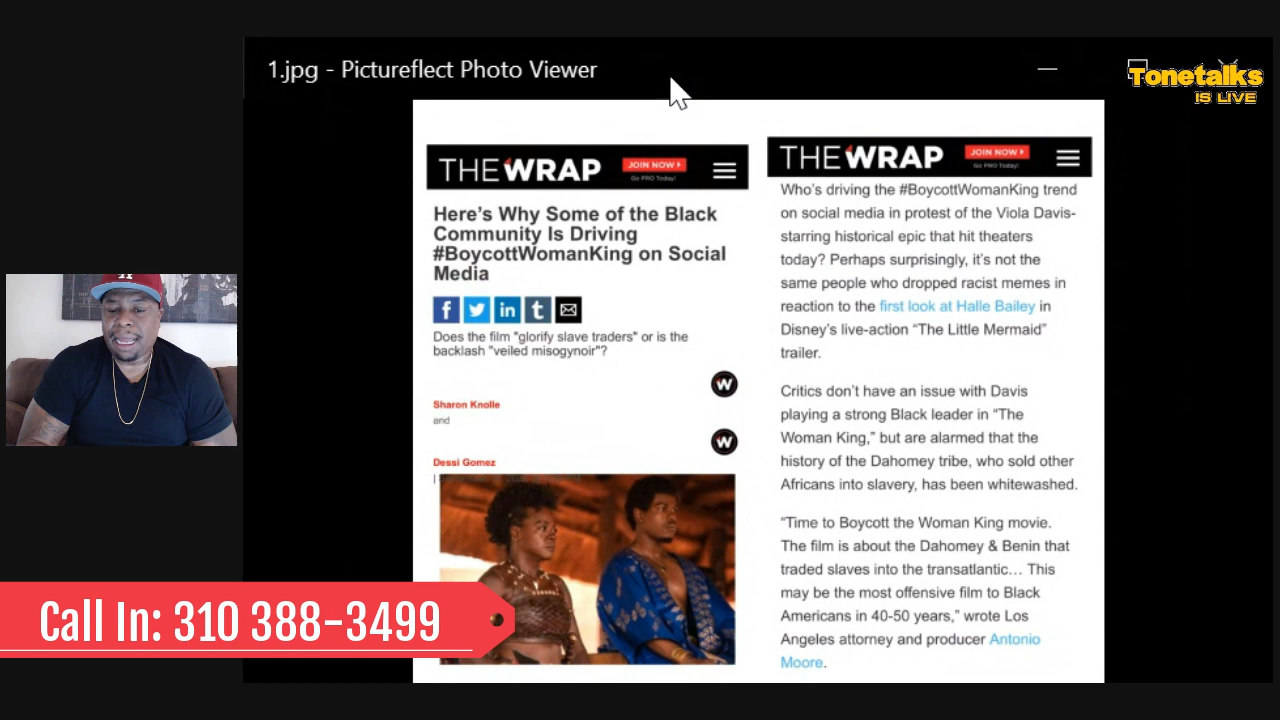 1.jpg - Pictureflect Photo Viewer
Tonetalks
IS LIVE
THE WRAP
JOIN NOW
Go PRO Today!
Here's Why Some of the Black
Community Is Driving
#BoycottWomanKing on Social
Media
Does the film "glorify slave traders" or is the
backlash "veiled misogynoir"?
W
Sharon Knolle
and
W
Dessi Gomez
THE WRAP
JOIN NOW
Go PRO Today!
Who's driving the #BoycottWomanKing trend
on social media in protest of the Viola Davis-
starring historical epic that hit theaters
today? Perhaps surprisingly, it's not the
same people who dropped racist memes in
reaction to the first look at Halle Bailey in
Disney's live-action “The Little Mermaid”
trailer.
Critics don't have an issue with Davis
playing a strong Black leader in “The
Woman King,” but are alarmed that the
history of the Dahomey tribe, who sold other
Africans into slavery, has been whitewashed.
“Time to Boycott the Woman King movie.
The film is about the Dahomey & Benin that
traded slaves into the transatlantic… This
may be the most offensive film to Black
Americans in 40-50 years,” wrote Los
Angeles attorney and producer Antonio
Moore.
Call In: 310 388-3499